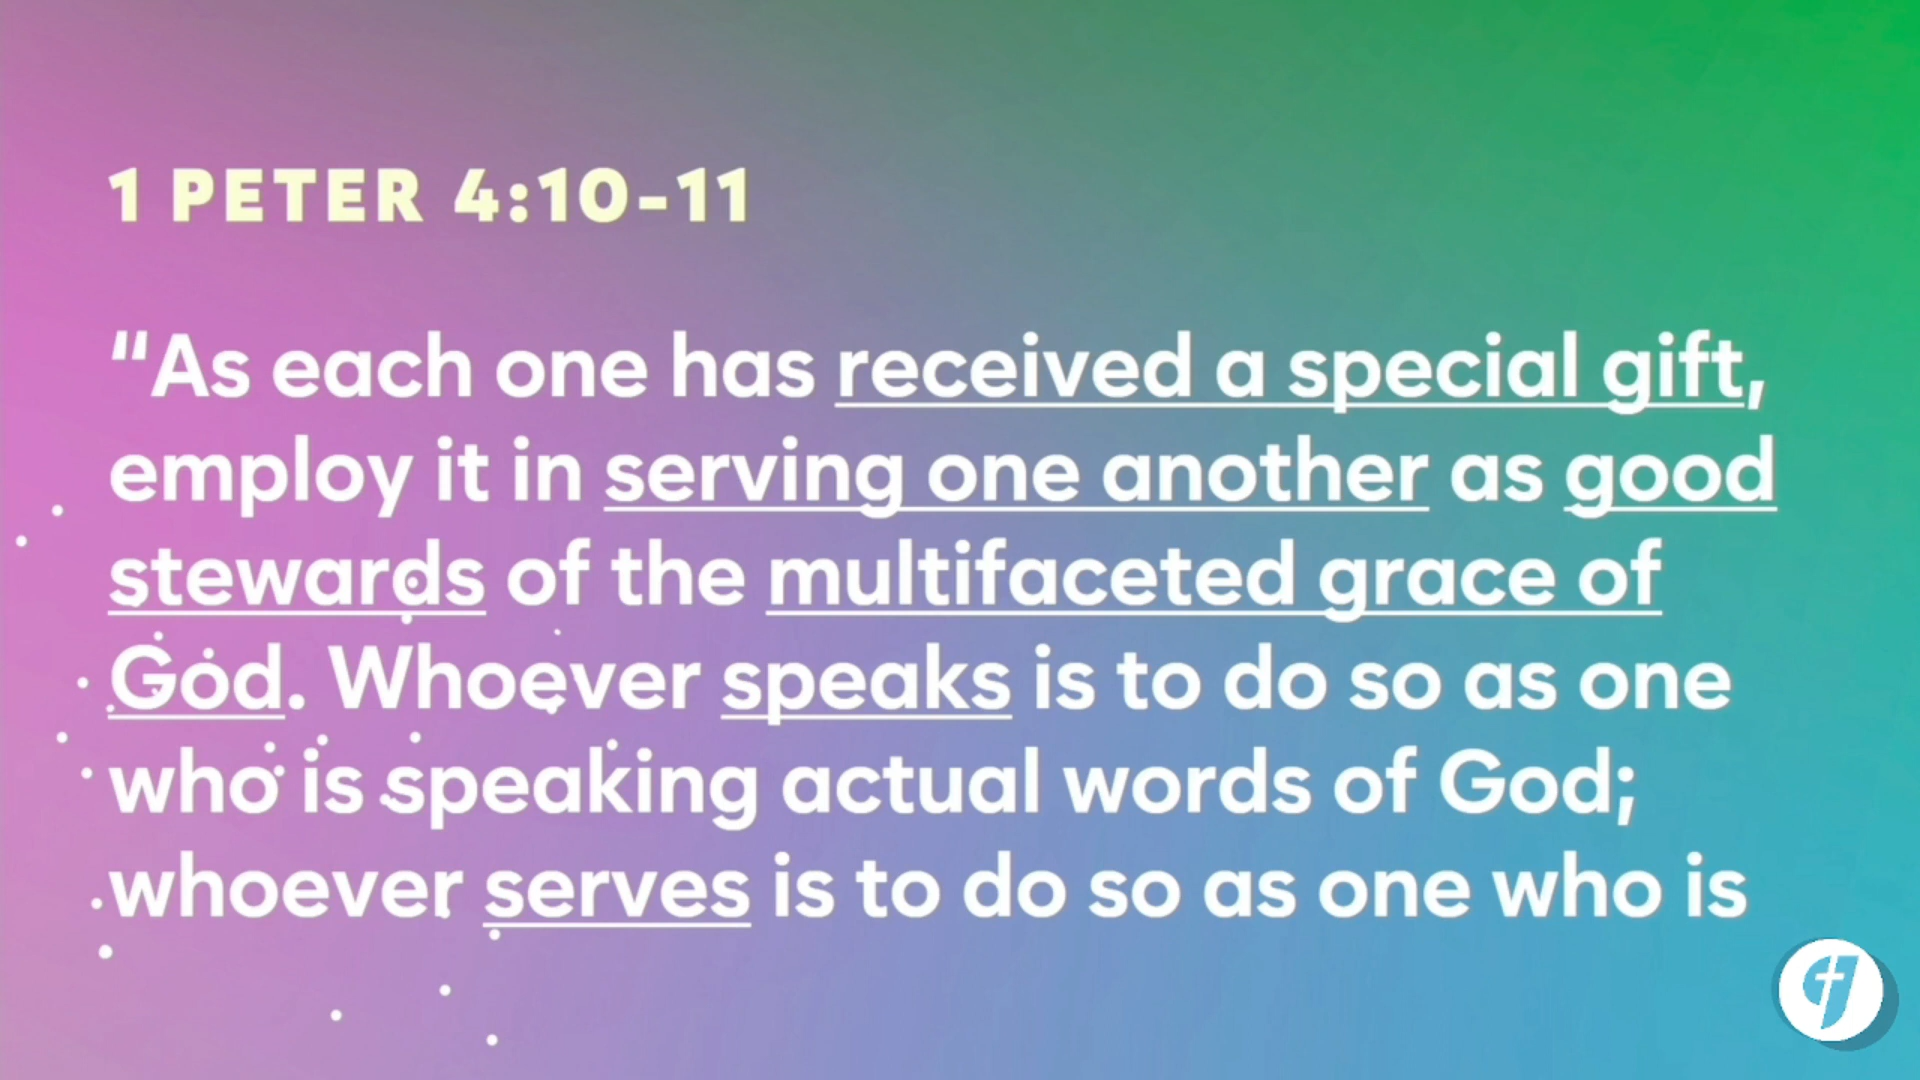 1 PETER 4:10-11
“As each one has received a special gift,
employ it in serving one another as good
stewards of the multifaceted grace of
God. Whoever speaks is to do so as one
who is speaking actual words of God;
whoever serves is to do so as one who is